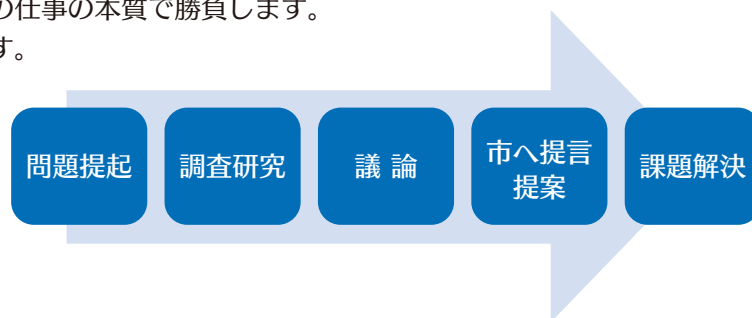 の仕事の本質で勝負します。
す。
問題提起
調査研究
議 論
市へ提言
提案
課題解決